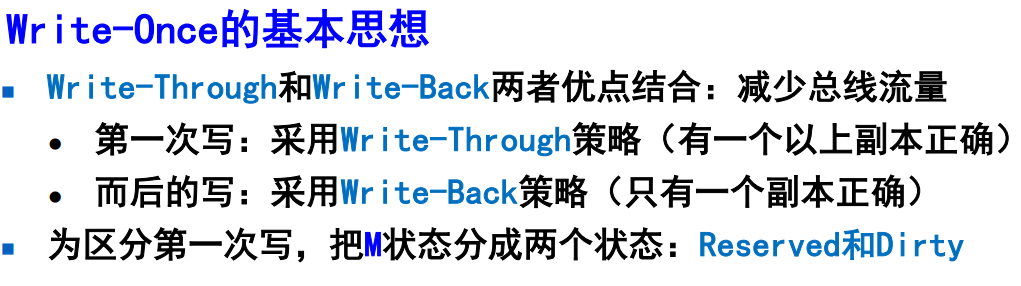 Write-Once的基本思想
■ Write-Through和Write-Back两者优点结合：减少总线流量
● 第一次写：采用Write-Through策略（有一个以上副本正确）
● 而后的写：采用Write-Back策略（只有一个副本正确）
■ 为区分第一次写，把M状态分成两个状态：Reserved和Dirty